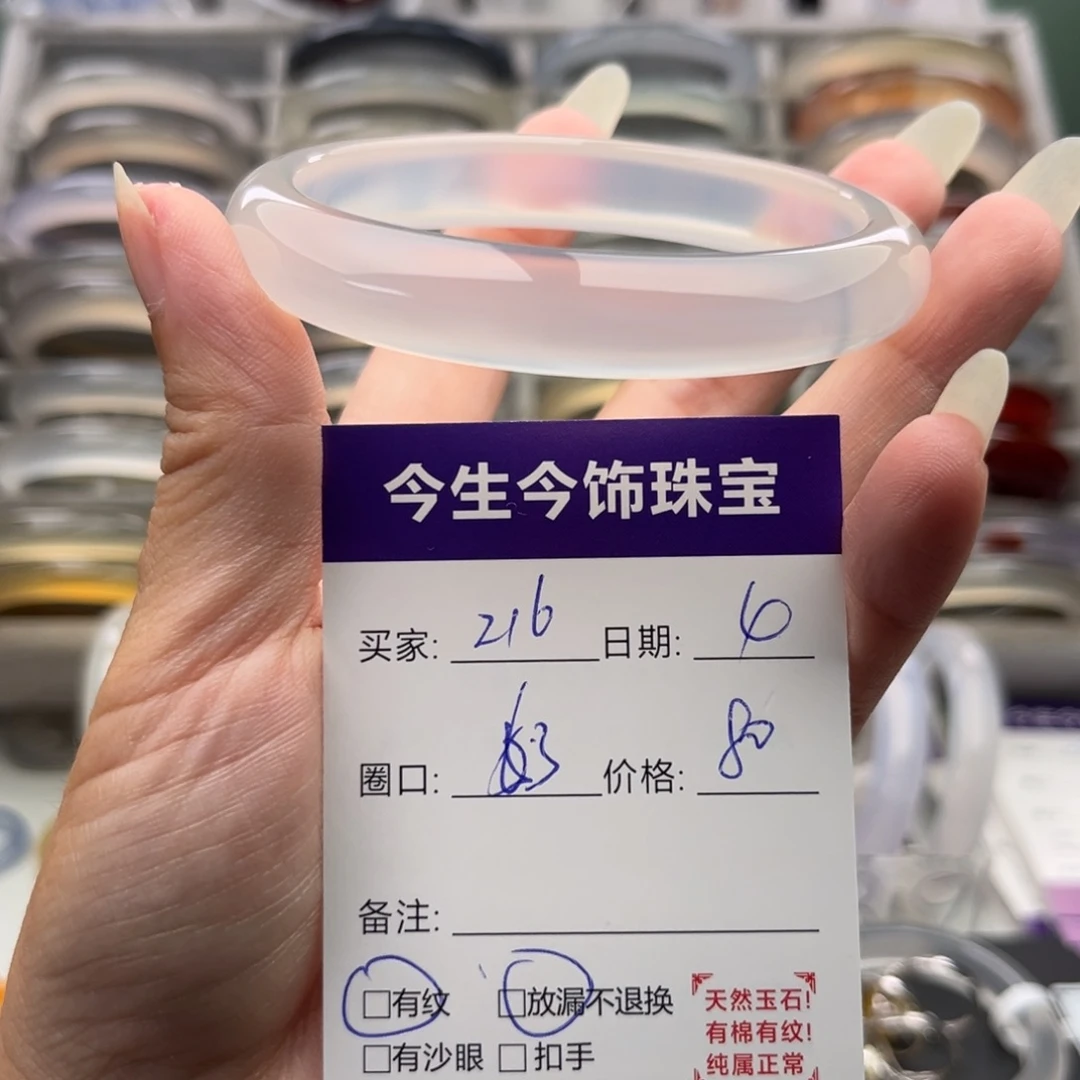 今生今饰珠宝
买家: 216 日期: 6
圈口: 价格: 80
备注:
□有纹 □放漏不退换
□有沙眼 □扣手
天然玉石!
有棉有纹!
纯属正常